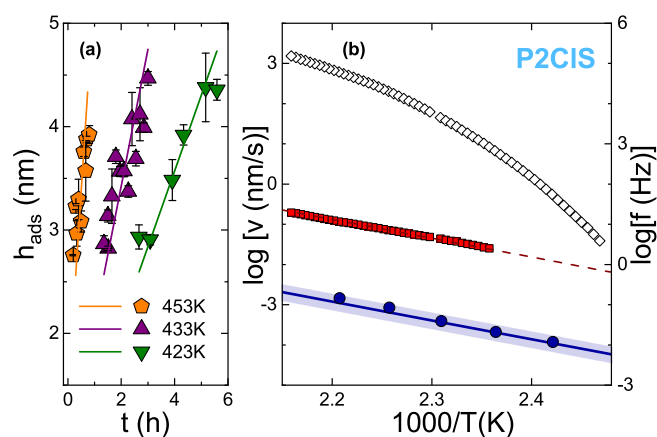 (a)
5
4
3
2
h_ads (nm)
453K
433K
423K
0 2 4 6
t (h)
(b)
P2CIS
3
0
-3
log [v (nm/s)]
6
3
0
-3
log[f (Hz)]
2.2 2.3 2.4
1000/T(K)